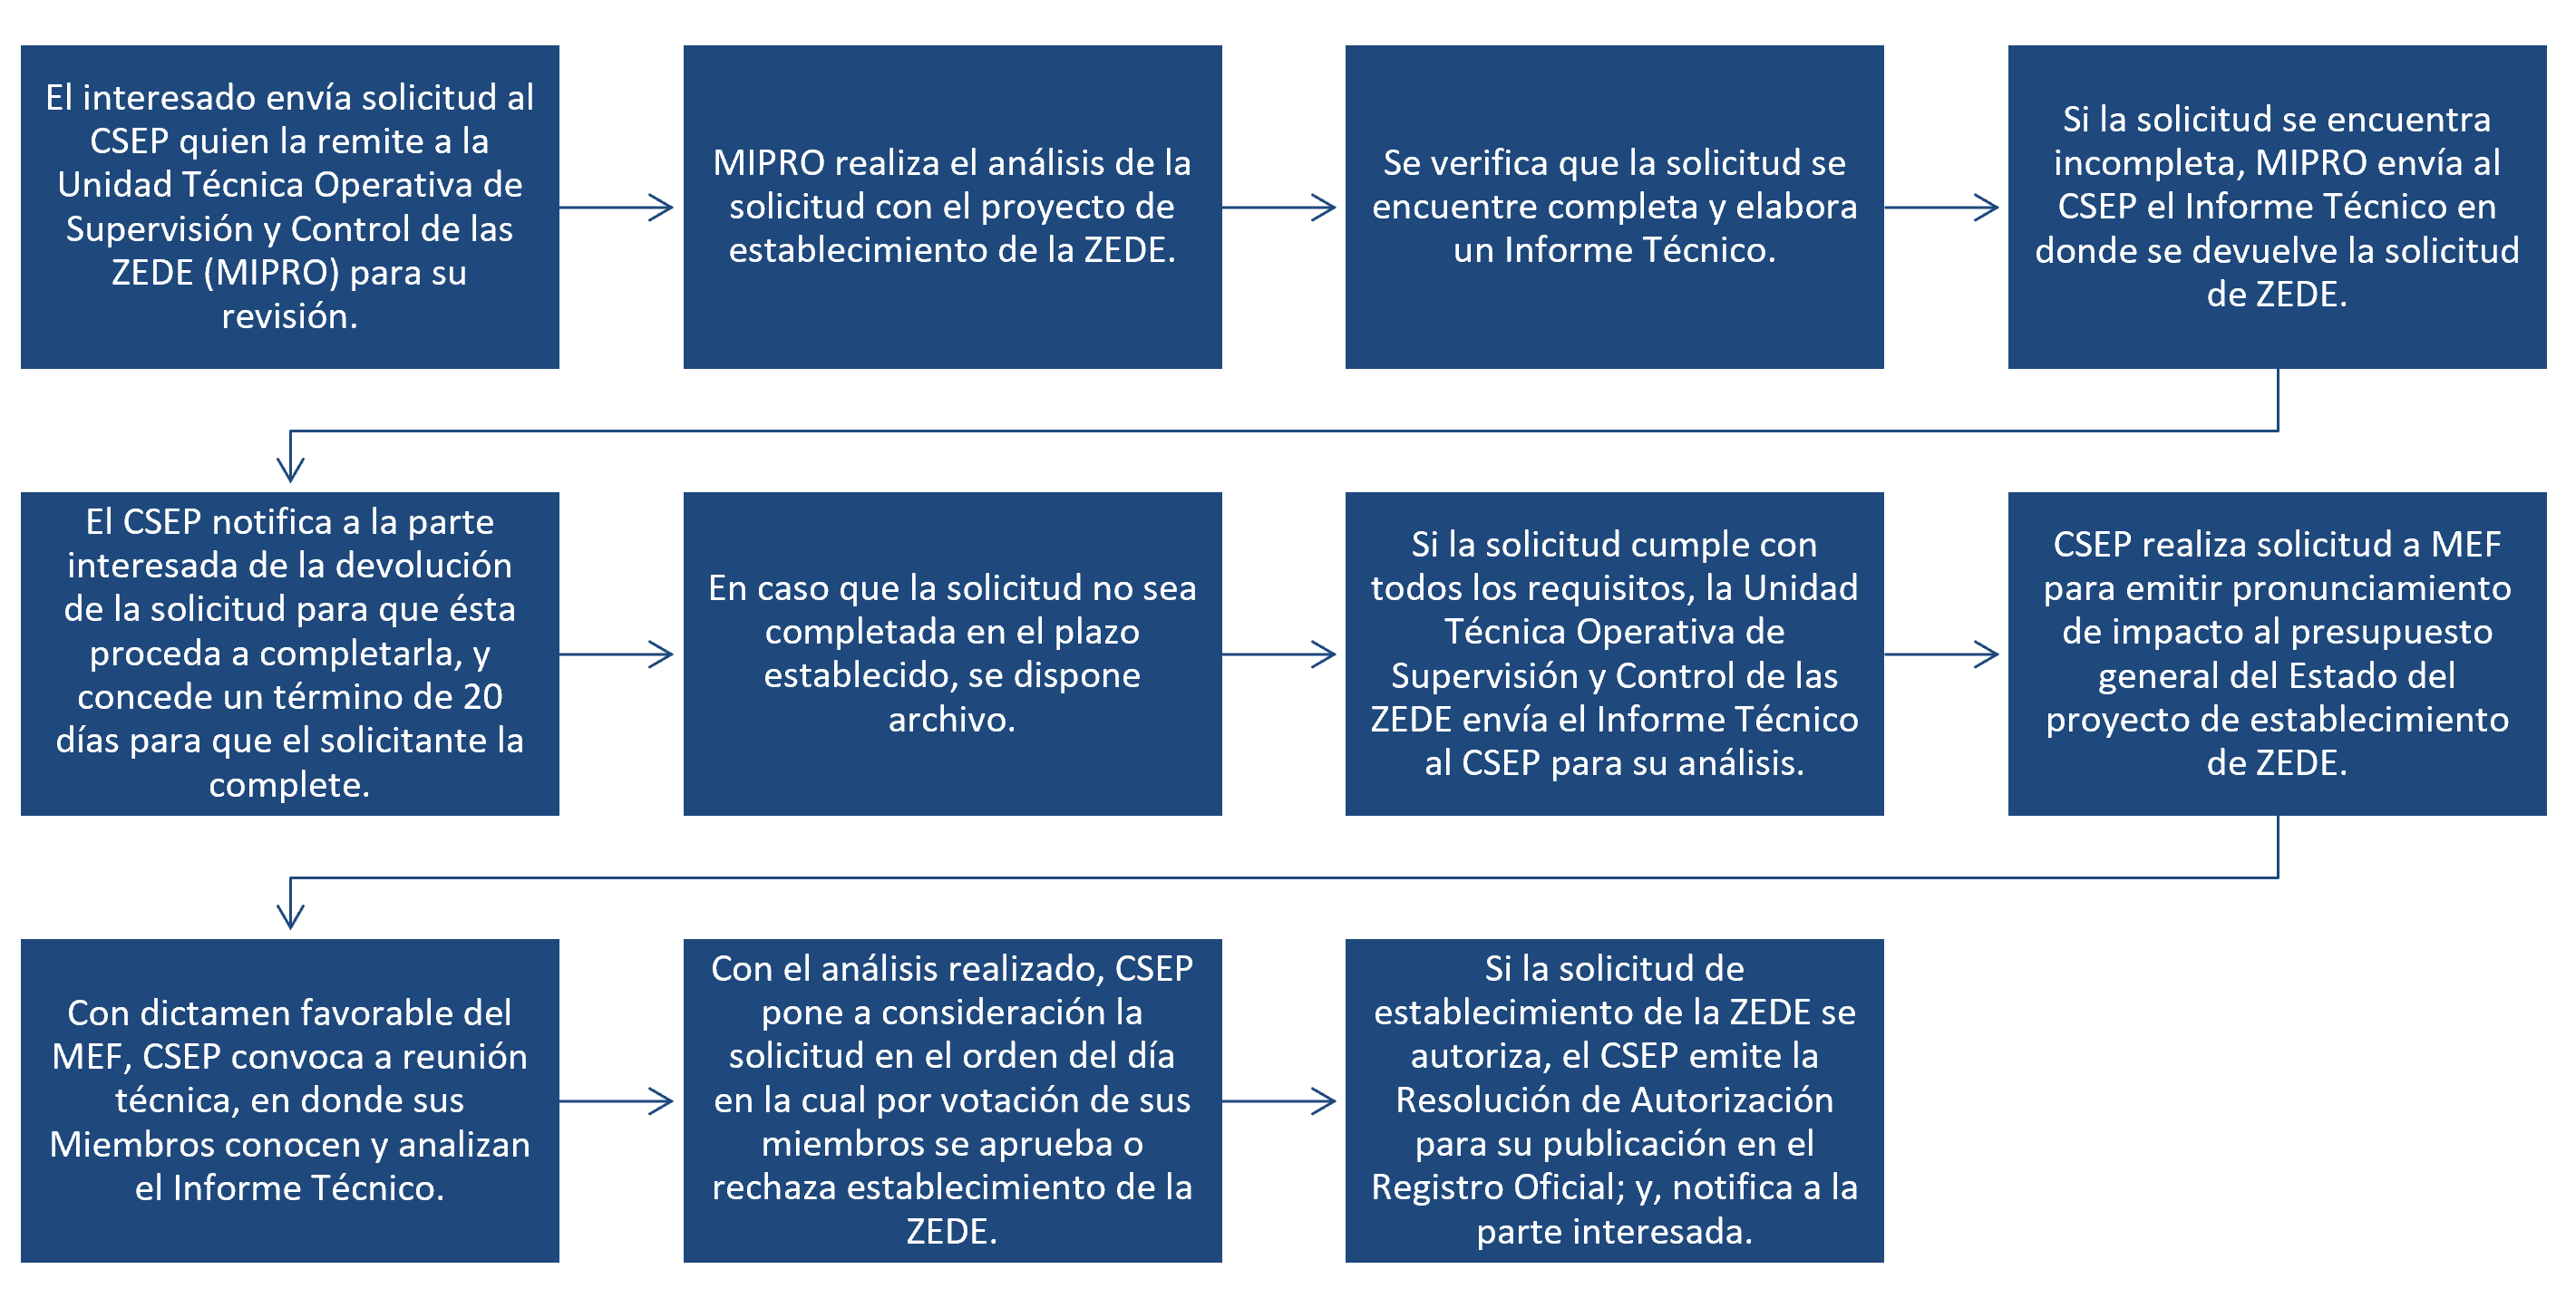 El interesado envía solicitud al
CSEP quien la remite a la
Unidad Técnica Operativa de
Supervisión y Control de las
ZEDE (MIPRO) para su
revisión.
MIPRO realiza el análisis de la
solicitud con el proyecto de
establecimiento de la ZEDE.
Se verifica que la solicitud se
encuentre completa y elabora
un Informe Técnico.
Si la solicitud se encuentra
incompleta, MIPRO envía al
CSEP el Informe Técnico en
donde se devuelve la solicitud
de ZEDE.
El CSEP notifica a la parte
interesada de la devolución
de la solicitud para que ésta
proceda a completarla, y
concede un término de 20
días para que el solicitante la
complete.
En caso que la solicitud no sea
completada en el plazo
establecido, se dispone
archivo.
Si la solicitud cumple con
todos los requisitos, la Unidad
Técnica Operativa de
Supervisión y Control de las
ZEDE envía el Informe Técnico
al CSEP para su análisis.
CSEP realiza solicitud a MEF
para emitir pronunciamiento
de impacto al presupuesto
general del Estado del
proyecto de establecimiento
de ZEDE.
Con dictamen favorable del
MEF, CSEP convoca a reunión
técnica, en donde sus
Miembros conocen y analizan
el Informe Técnico.
Con el análisis realizado, CSEP
pone a consideración la
solicitud en el orden del día
en la cual por votación de sus
miembros se aprueba o
rechaza establecimiento de la
ZEDE.
Si la solicitud de
establecimiento de la ZEDE se
autoriza, el CSEP emite la
Resolución de Autorización
para su publicación en el
Registro Oficial; y, notifica a la
parte interesada.